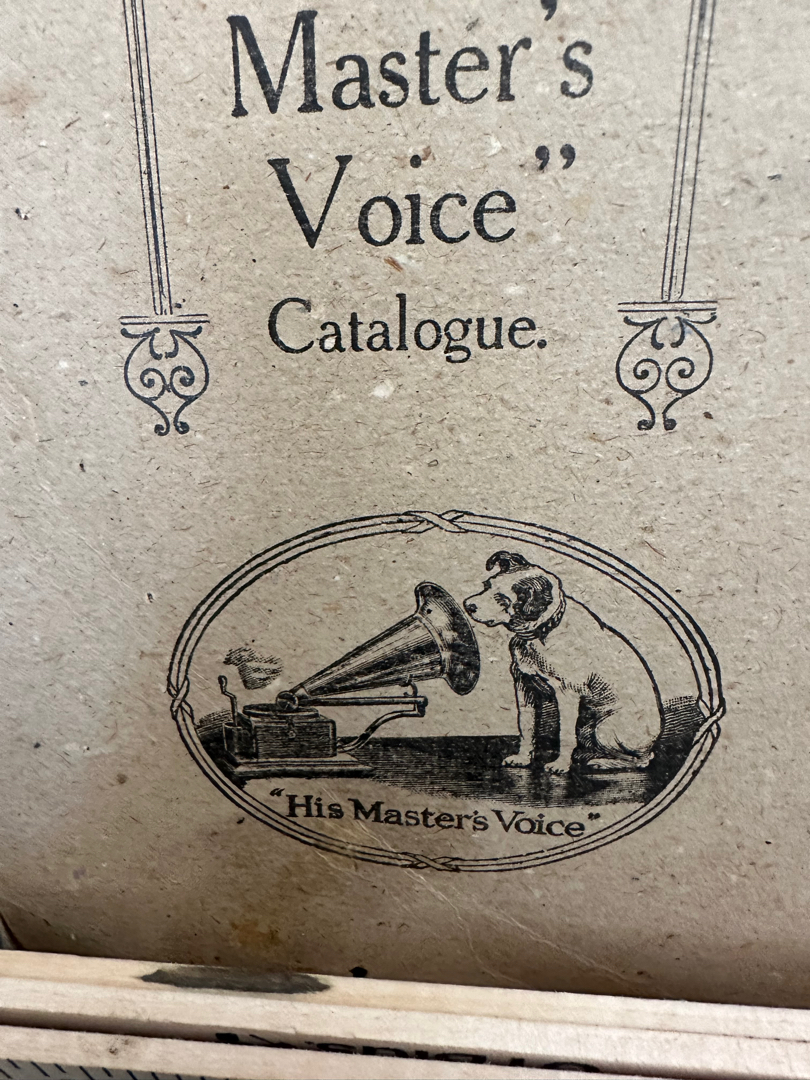 Master's
Voice”
Catalogue.
“His Master's Voice”